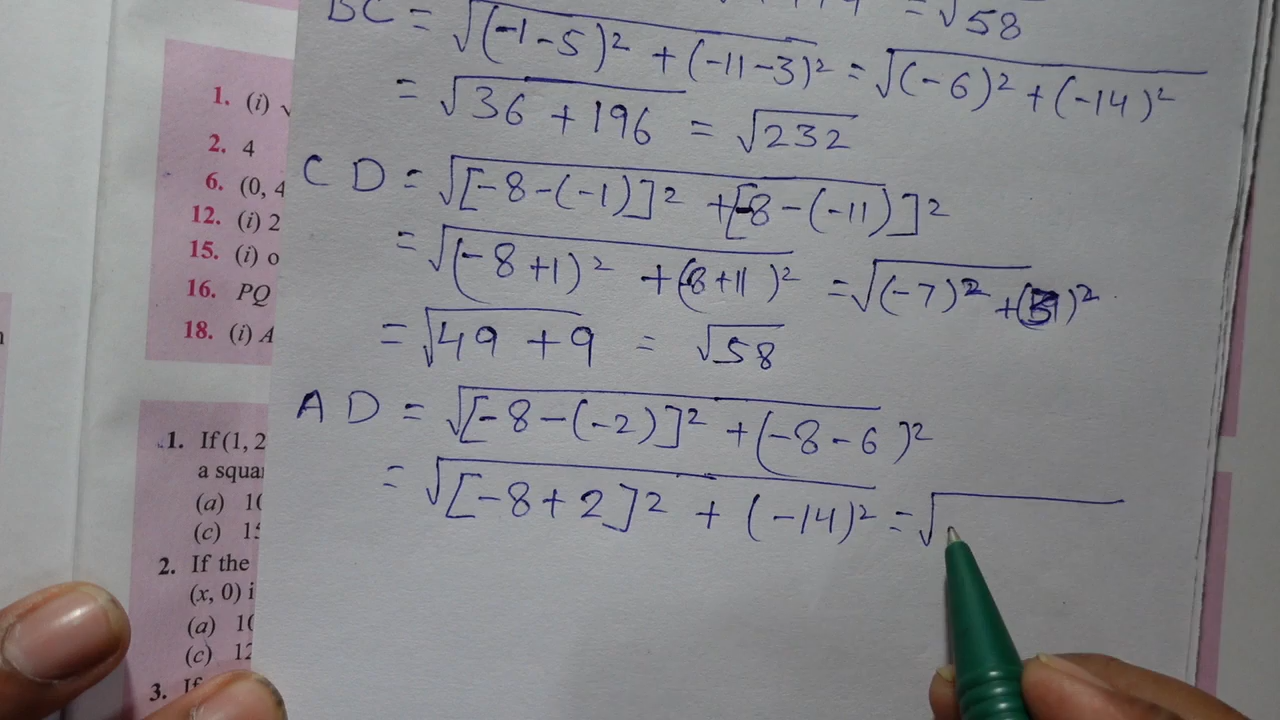 = √58
BC = √(-1-5)² + (-11-3)² = √(-6)² + (-14)²
= √36 + 196 = √232
CD = √[-8-(-1)]² + [-8-(-11)]²
= √(-8+1)² + (-8+11)² = √(-7)² + (3)²
= √49 + 9 = √58
AD = √[-8-(-2)]² + (-8-6)²
= √[-8+2]² + (-14)² = √
1. (i) √
2. 4
6. (0, 4
12. (i) 2
15. (i) o
16. PQ
18. (i) A
1. If (1, 2
a squa
(a) 1
(c) 1
2. If the
(x, 0) i
(a) 1
(c) 12
3. If